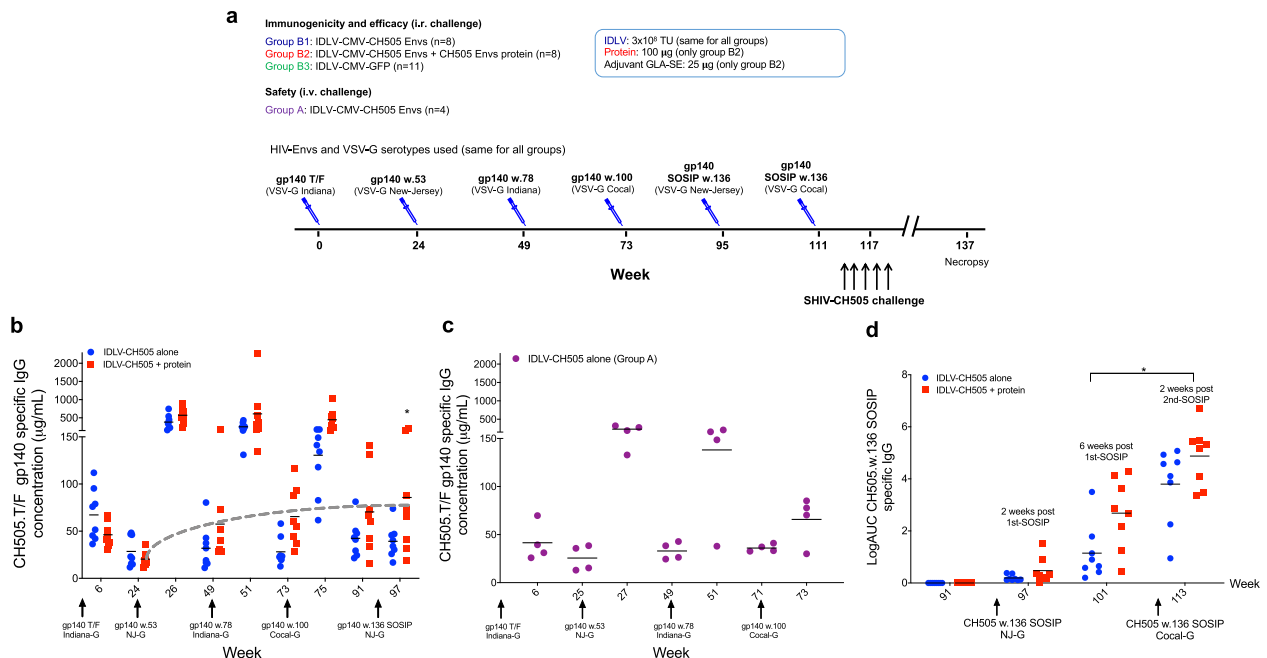 a
Immunogenicity and efficacy (i.r. challenge)
Group B1: IDLV-CMV-CH505 Envs (n=8)
Group B2: IDLV-CMV-CH505 Envs + CH505 Envs protein (n=8)
Group B3: IDLV-CMV-GFP (n=11)
IDLV: 3x10⁸ TU (same for all groups)
Protein: 100 µg (only group B2)
Adjuvant GLA-SE: 25 µg (only group B2)
Safety (i.v. challenge)
Group A: IDLV-CMV-CH505 Envs (n=4)
HIV-Envs and VSV-G serotypes used (same for all groups)
gp140 T/F
(VSV-G Indiana)
gp140 w.53
(VSV-G New-Jersey)
gp140 w.78
(VSV-G Indiana)
gp140 w.100
(VSV-G Cocal)
gp140
SOSIP w.136
(VSV-G New-Jersey)
gp140
SOSIP w.136
(VSV-G Cocal)
0 24 49 73 95 111 117 137
Necropsy
Week
SHIV-CH505 challenge
b
IDLV-CH505 alone
IDLV-CH505 + protein
CH505.T/F gp140 specific IgG
concentration (µg/mL)
2000
1500
1000
500
150
100
50
0
*
6 24 26 49 51 73 75 91 97
gp140 T/F
Indiana-G
gp140 w.53
NJ-G
gp140 w.78
Indiana-G
gp140 w.100
Cocal-G
gp140 w.136 SOSIP
NJ-G
Week
c
IDLV-CH505 alone (Group A)
CH505.T/F gp140 specific IgG
concentration (µg/mL)
2000
1500
1000
500
150
100
50
0
6 25 27 49 51 71 73
gp140 T/F
Indiana-G
gp140 w.53
NJ-G
gp140 w.78
Indiana-G
gp140 w.100
Cocal-G
Week
d
IDLV-CH505 alone
IDLV-CH505 + protein
LogAUC CH505.w.136 SOSIP
specific IgG
8
6
4
2
0
*
2 weeks post
1st-SOSIP
6 weeks post
1st-SOSIP
2 weeks post
2nd-SOSIP
91 97 101 113
Week
CH505 w.136 SOSIP
NJ-G
CH505 w.136 SOSIP
Cocal-G